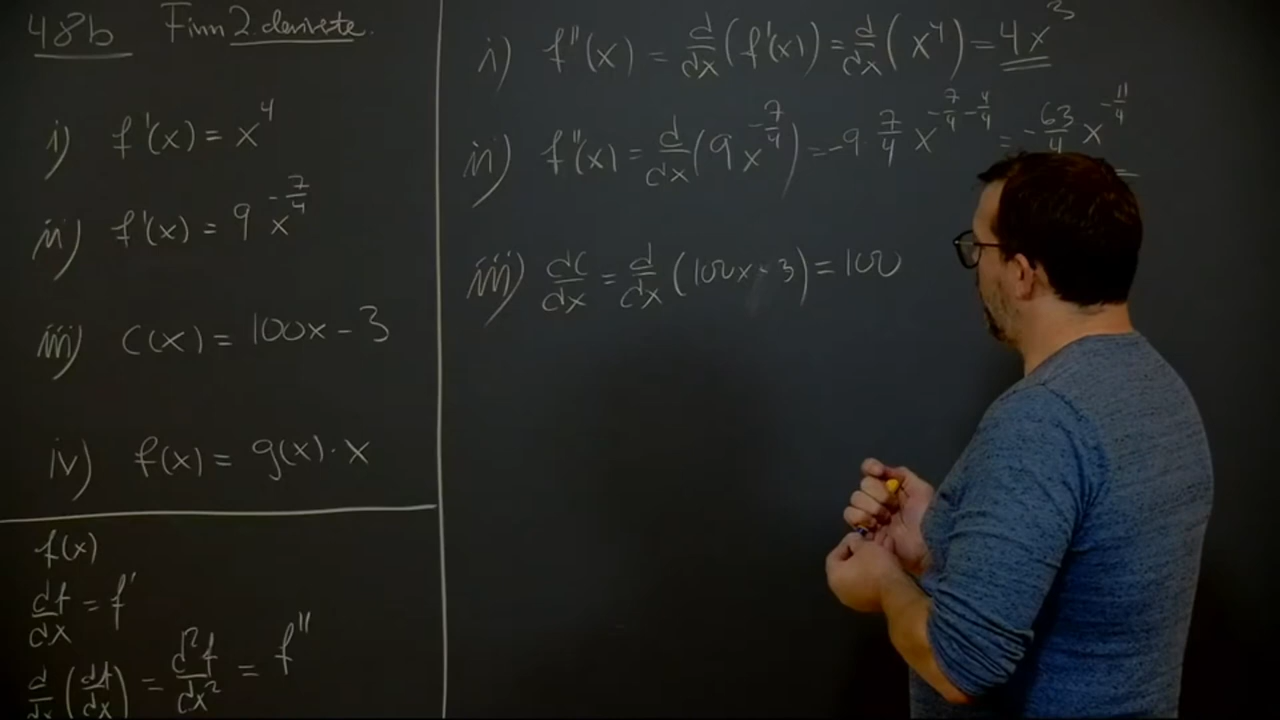 48b Finn 2. deriverte.
i) f'(x) = x^4
ii) f'(x) = 9 x^{-7/4}
iii) C(x) = 100x - 3
iv) f(x) = g(x) · x
f(x)
df/dx = f'
d/dx (df/dx) = d²f/dx² = f''
i) f''(x) = d/dx (f'(x)) = d/dx (x^4) = 4x^3
ii) f''(x) = d/dx (9x^{-7/4}) = -9 7/4 x^{-7/4 - 4/4} = -63/4 x^{-11/4}
iii) dC/dx = d/dx (100x - 3) = 100